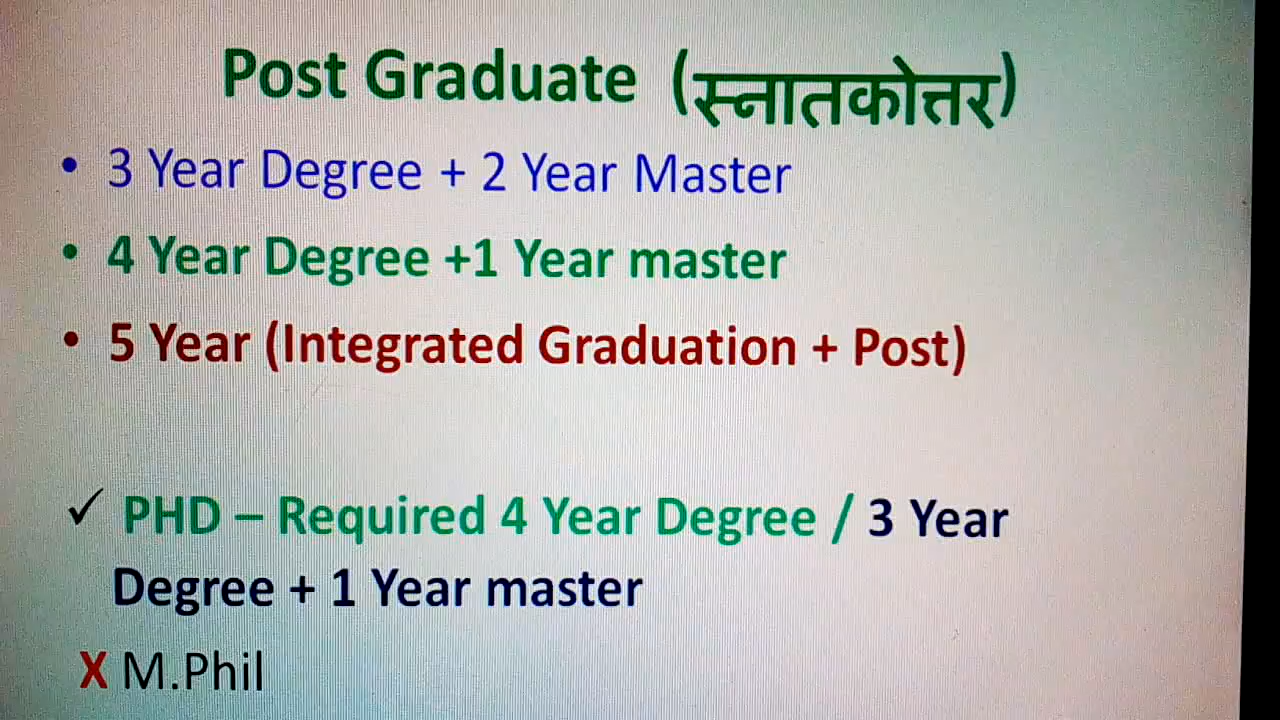 Post Graduate (स्नातकोत्तर)
• 3 Year Degree + 2 Year Master
• 4 Year Degree +1 Year master
• 5 Year (Integrated Graduation + Post)
✓ PHD – Required 4 Year Degree / 3 Year
Degree + 1 Year master
X M.Phil